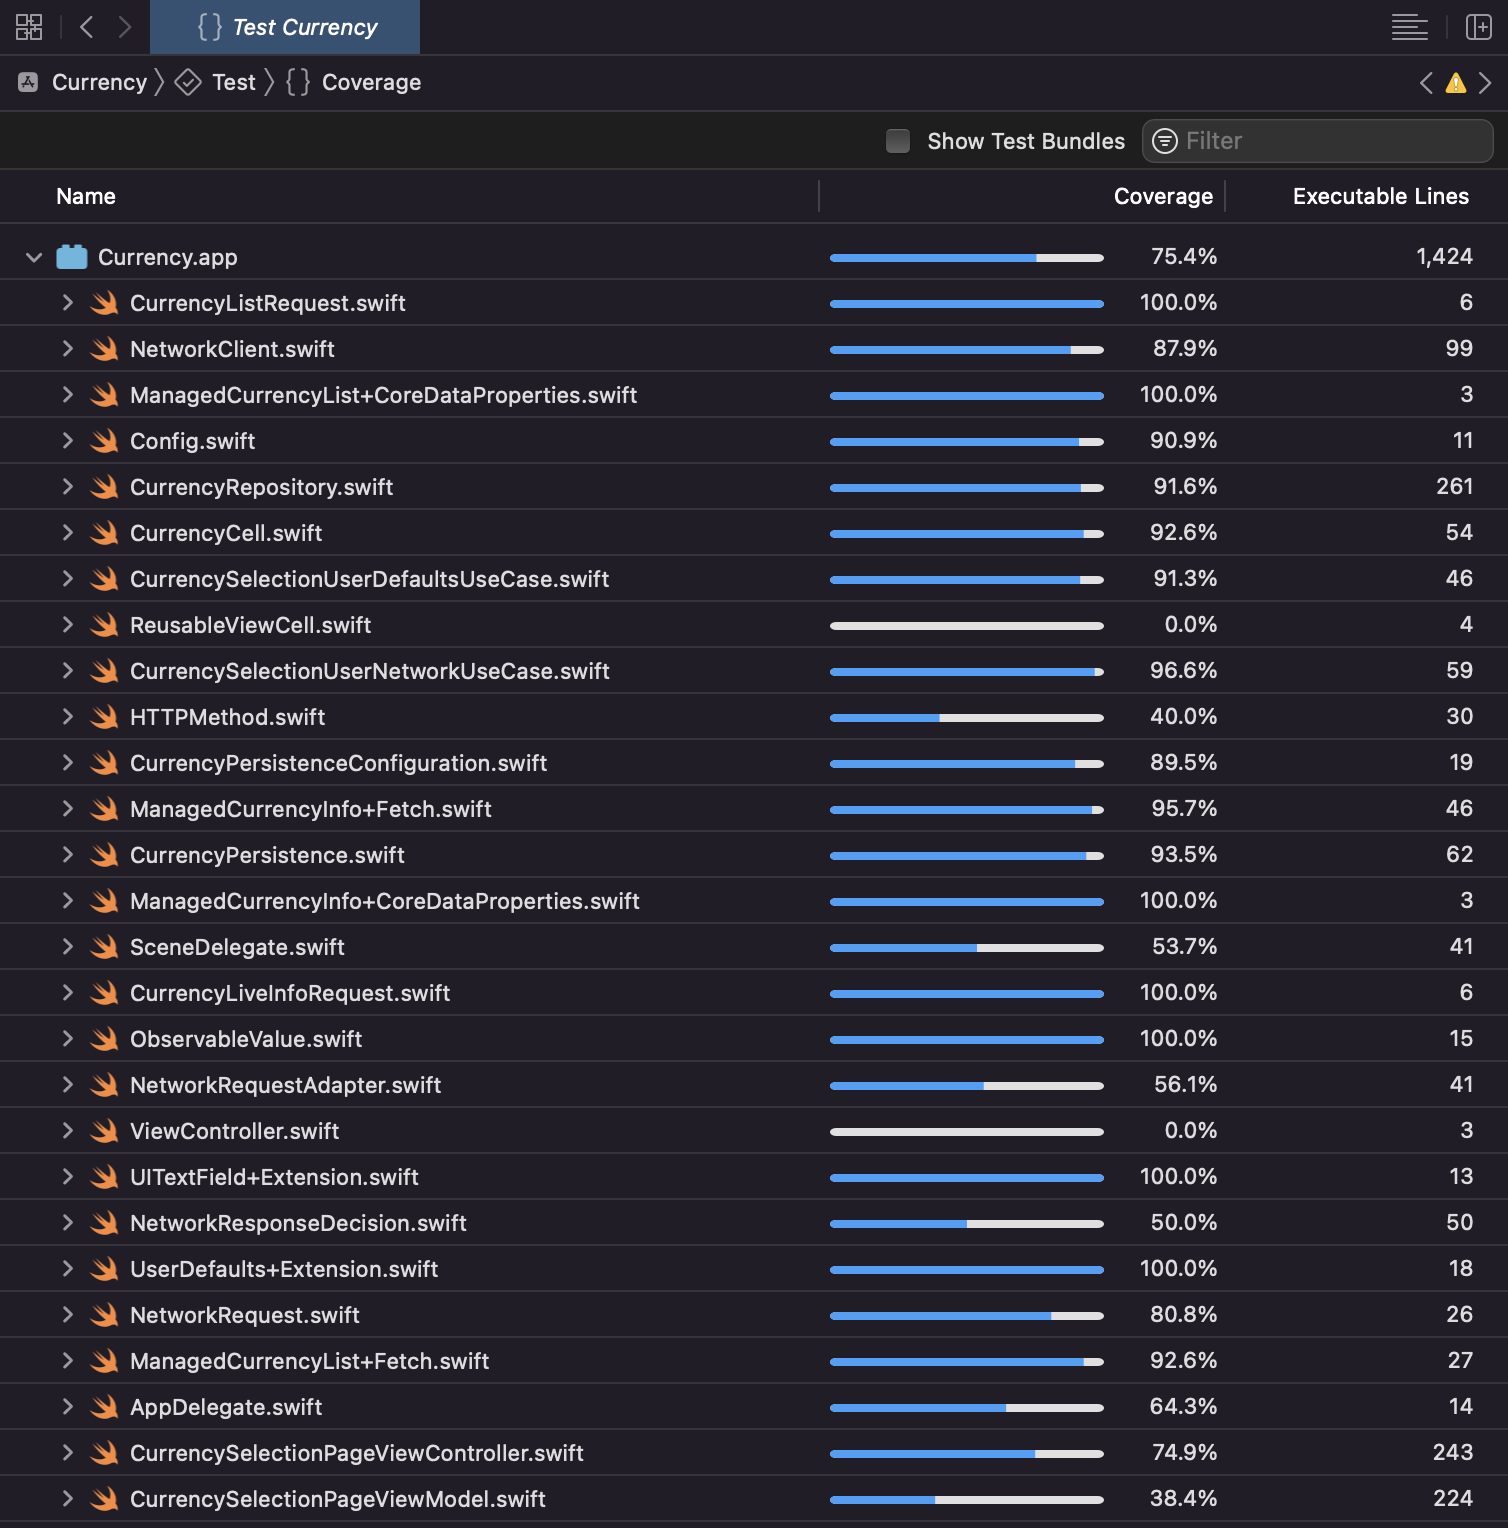 { } Test Currency
Currency Test { } Coverage
Show Test Bundles Filter
Name Coverage Executable Lines
Currency.app 75.4% 1,424
CurrencyListRequest.swift 100.0% 6
NetworkClient.swift 87.9% 99
ManagedCurrencyList+CoreDataProperties.swift 100.0% 3
Config.swift 90.9% 11
CurrencyRepository.swift 91.6% 261
CurrencyCell.swift 92.6% 54
CurrencySelectionUserDefaultsUseCase.swift 91.3% 46
ReusableViewCell.swift 0.0% 4
CurrencySelectionUserNetworkUseCase.swift 96.6% 59
HTTPMethod.swift 40.0% 30
CurrencyPersistenceConfiguration.swift 89.5% 19
ManagedCurrencyInfo+Fetch.swift 95.7% 46
CurrencyPersistence.swift 93.5% 62
ManagedCurrencyInfo+CoreDataProperties.swift 100.0% 3
SceneDelegate.swift 53.7% 41
CurrencyLiveInfoRequest.swift 100.0% 6
ObservableValue.swift 100.0% 15
NetworkRequestAdapter.swift 56.1% 41
ViewController.swift 0.0% 3
UITextField+Extension.swift 100.0% 13
NetworkResponseDecision.swift 50.0% 50
UserDefaults+Extension.swift 100.0% 18
NetworkRequest.swift 80.8% 26
ManagedCurrencyList+Fetch.swift 92.6% 27
AppDelegate.swift 64.3% 14
CurrencySelectionPageViewController.swift 74.9% 243
CurrencySelectionPageViewModel.swift 38.4% 224